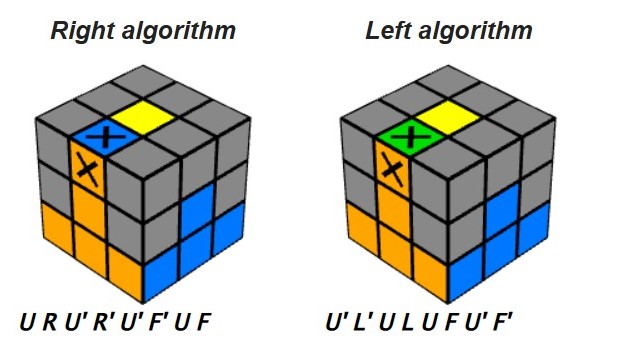 Right algorithm
Left algorithm
U R U' R' U' F' U F
U' L' U L U F U' F'